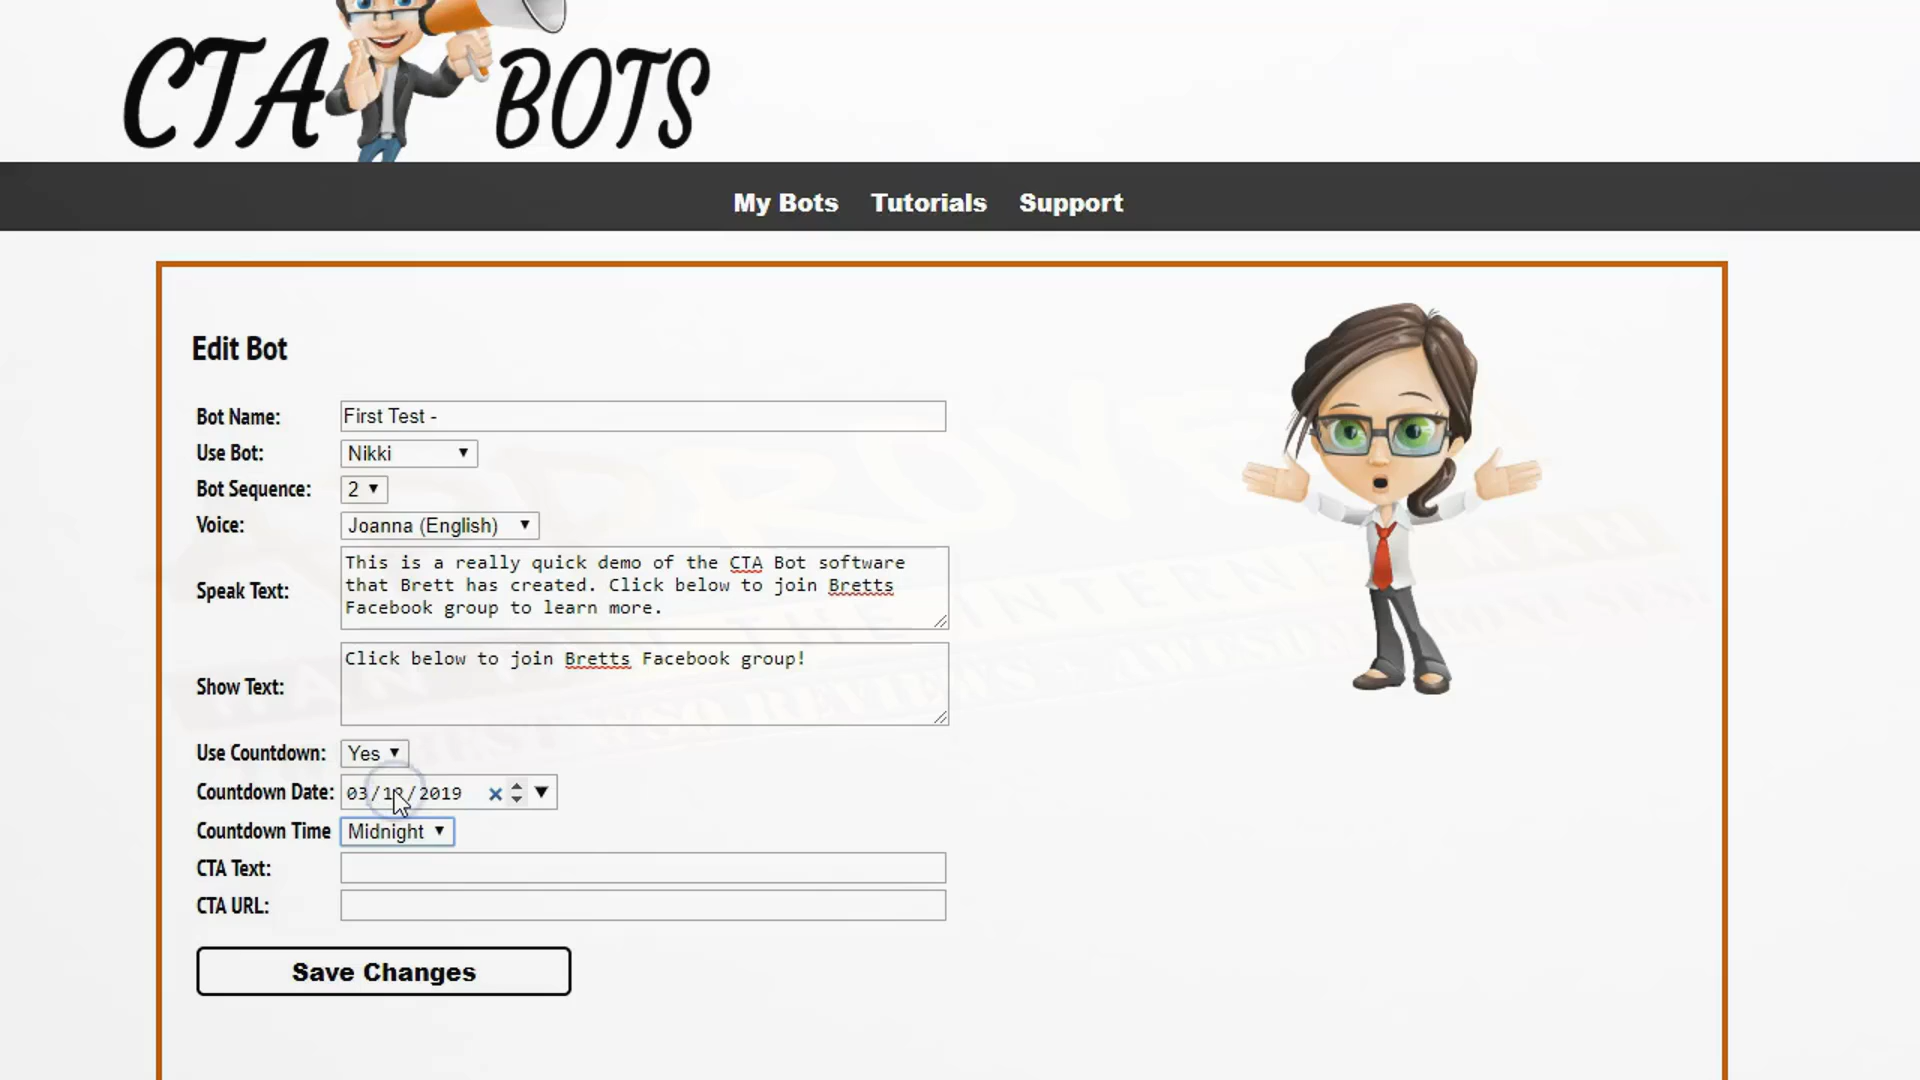 CTA BOTS
My Bots Tutorials Support
Edit Bot
Bot Name: First Test -
Use Bot: Nikki
Bot Sequence: 2
Voice: Joanna (English)
Speak Text: This is a really quick demo of the CTA Bot software
that Brett has created. Click below to join Bretts
Facebook group to learn more.
Show Text: Click below to join Bretts Facebook group!
Use Countdown: Yes
Countdown Date:
Countdown Time Midnight
CTA Text:
CTA URL:
Save Changes